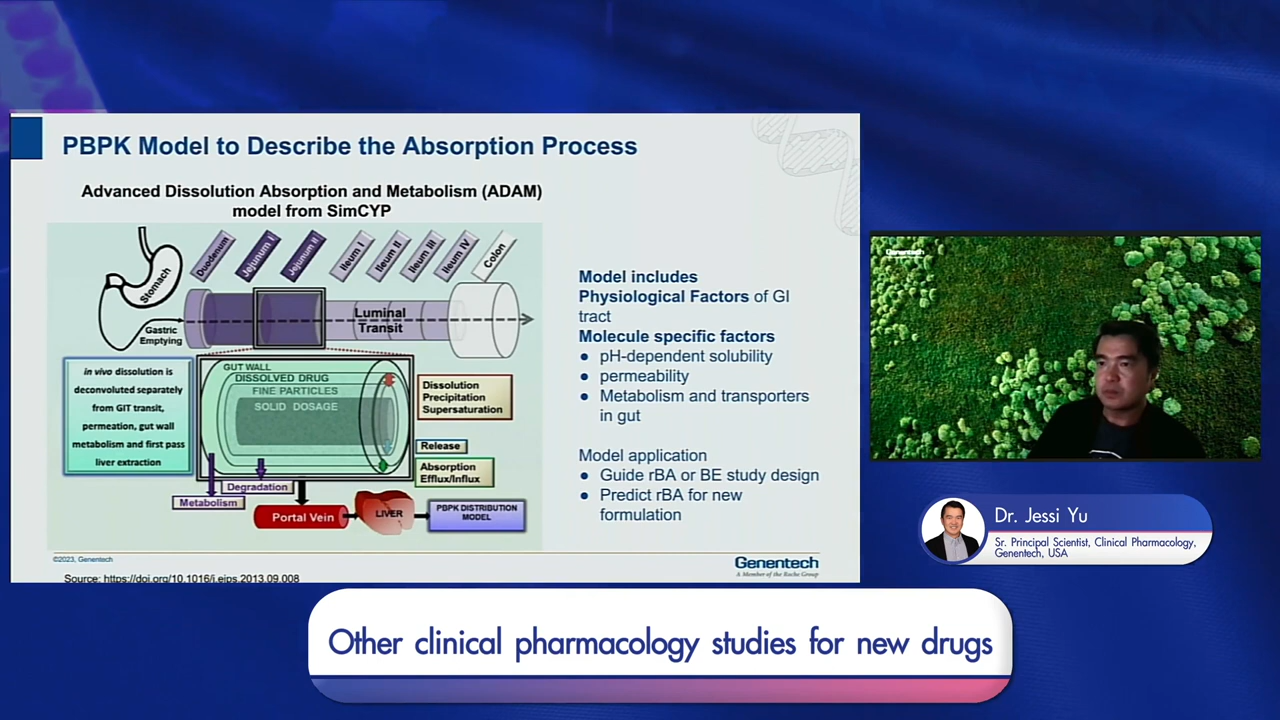 PBPK Model to Describe the Absorption Process
Advanced Dissolution Absorption and Metabolism (ADAM)
model from SimCYP
Stomach
Duodenum
Jejunum I
Jejunum II
Ileum I
Ileum II
Ileum III
Ileum IV
Colon
Gastric
Emptying
Luminal
Transit
in vivo dissolution is
deconvoluted separately
from GIT transit,
permeation, gut wall
metabolism and first pass
liver extraction
GUT WALL
DISSOLVED DRUG
FINE PARTICLES
SOLID DOSAGE
Dissolution
Precipitation
Supersaturation
Release
Absorption
Efflux/Influx
Degradation
Metabolism
Portal Vein
LIVER
PBPK DISTRIBUTION
MODEL
Model includes
Physiological Factors of GI
tract
Molecule specific factors
● pH-dependent solubility
● permeability
● Metabolism and transporters
in gut
Model application
● Guide rBA or BE study design
● Predict rBA for new
formulation
©2023, Genentech
Genentech
A Member of the Roche Group
Source: https://doi.org/10.1016/j.ejps.2013.09.008
Genentech
Dr. Jessi Yu
Sr. Principal Scientist, Clinical Pharmacology,
Genentech, USA
Other clinical pharmacology studies for new drugs